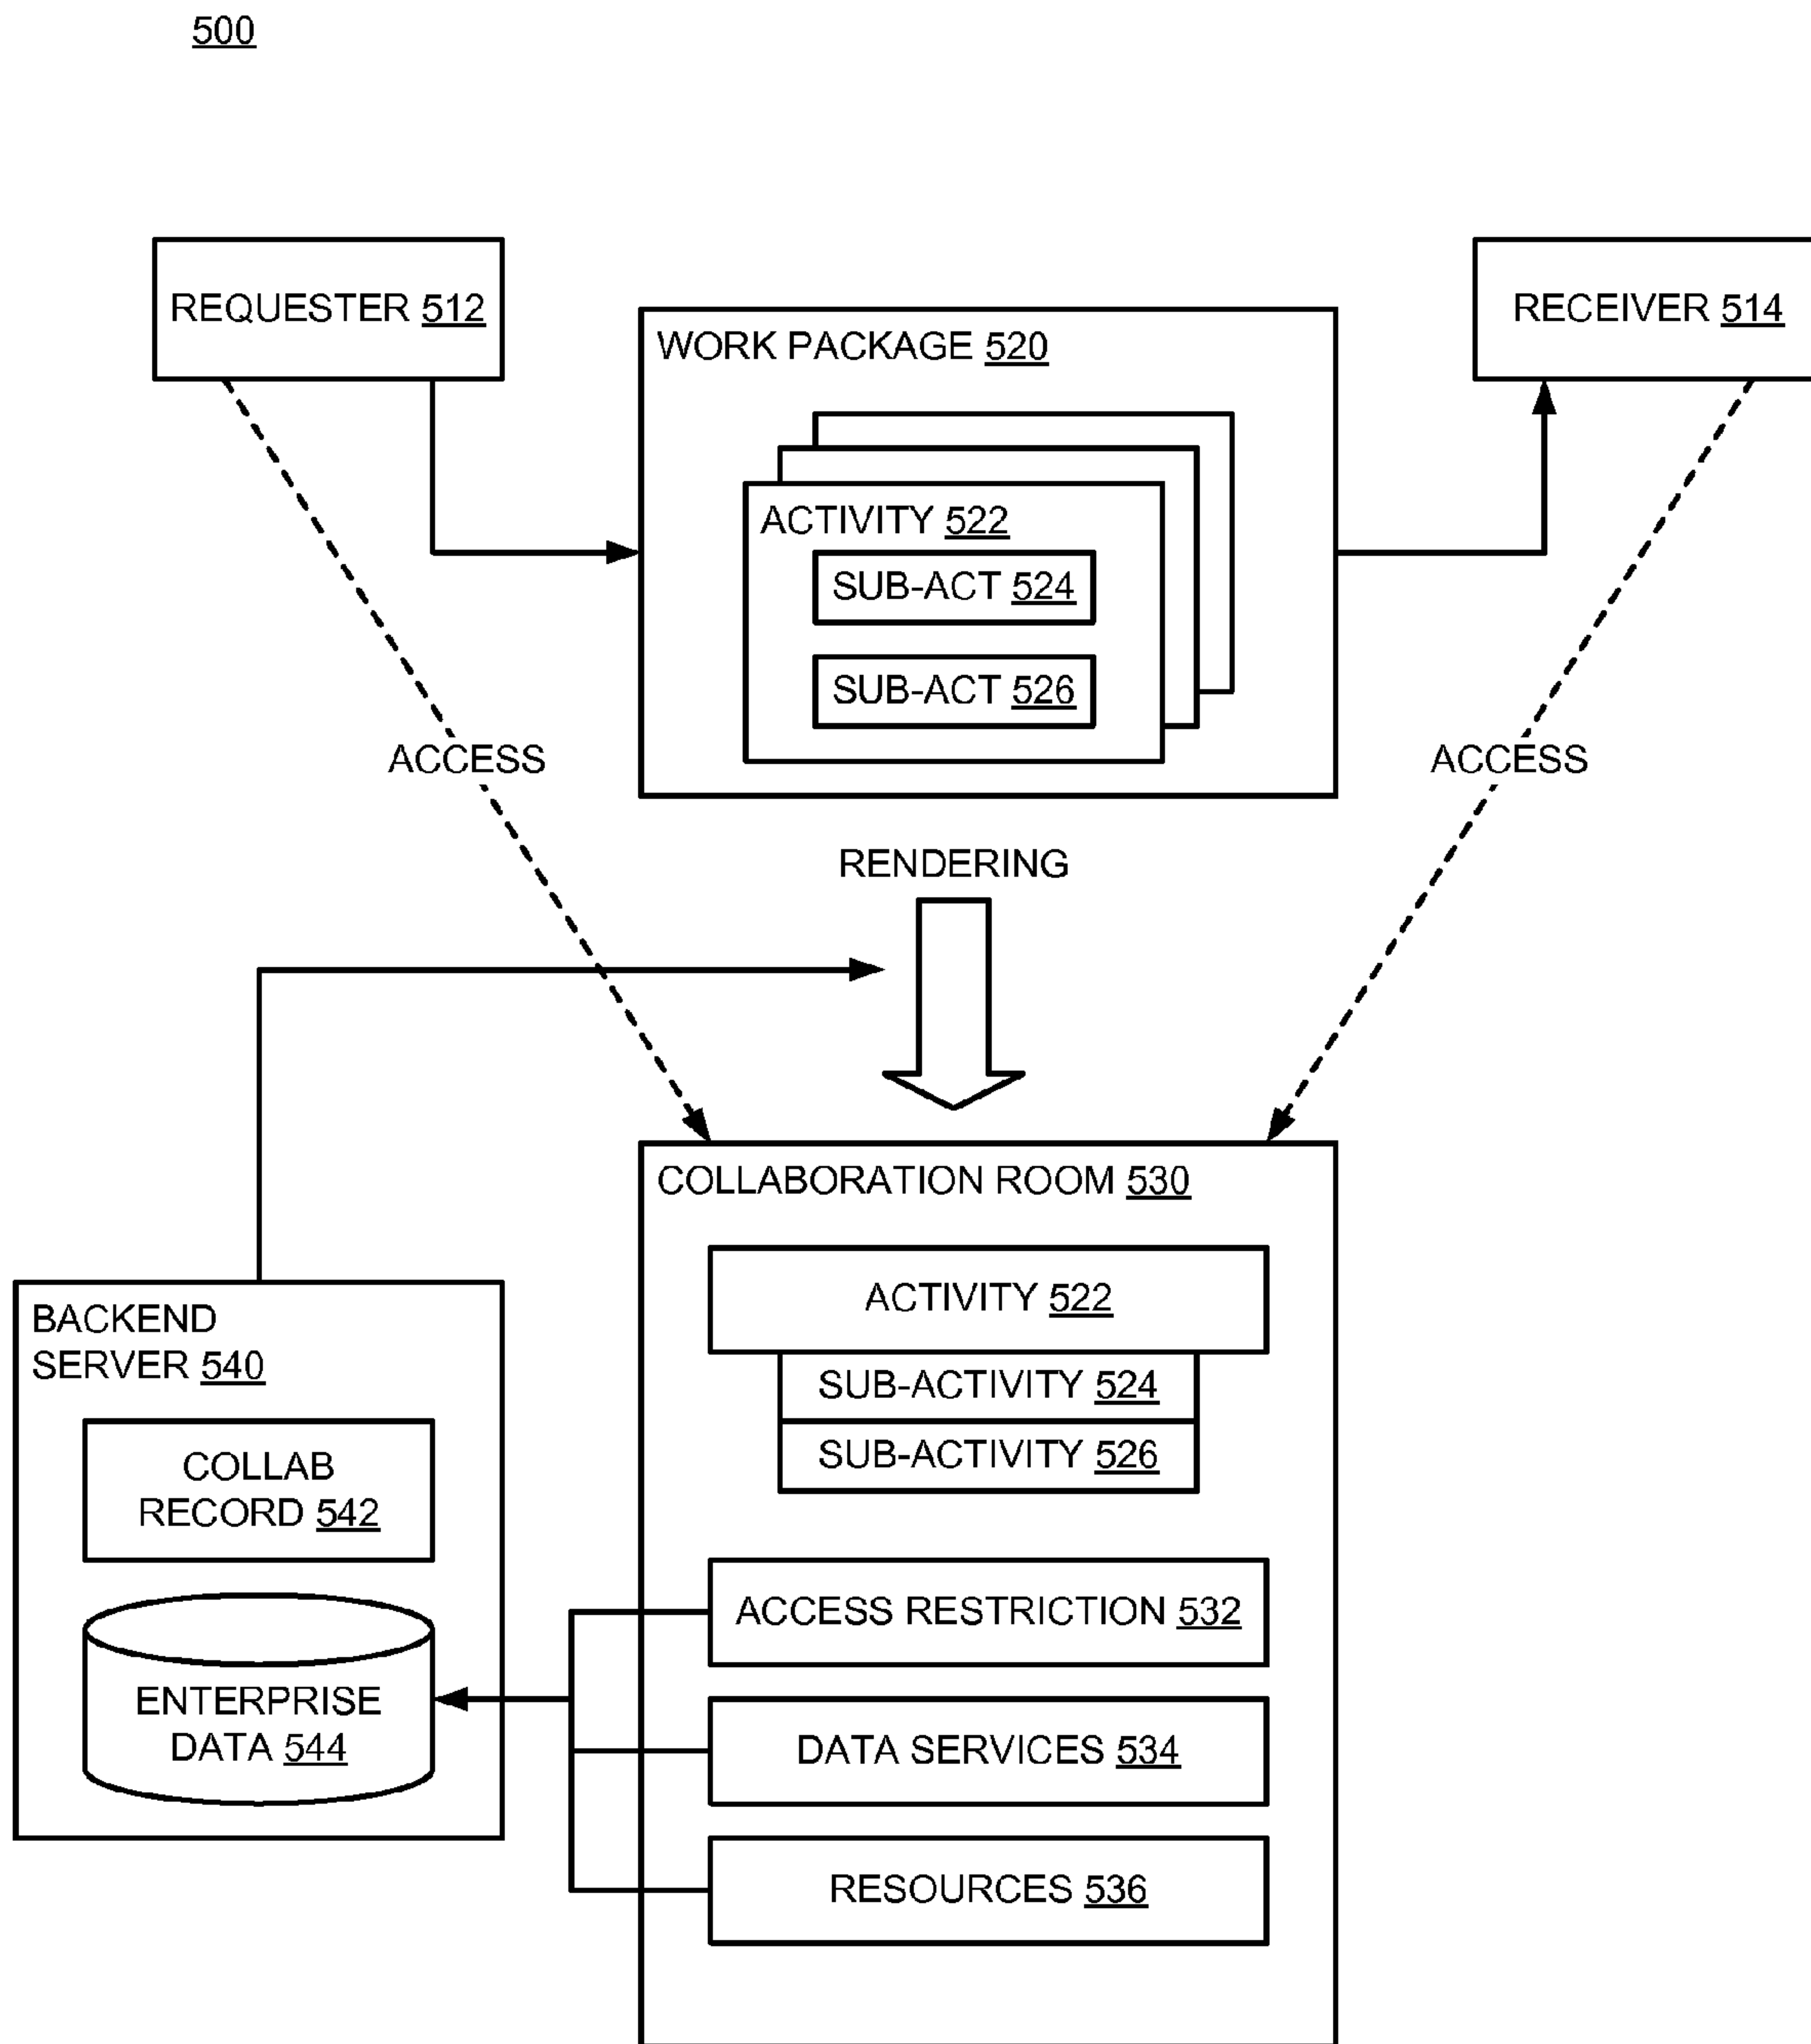 500
REQUESTER 512
RECEIVER 514
WORK PACKAGE 520
ACTIVITY 522
SUB-ACT 524
SUB-ACT 526
ACCESS
ACCESS
RENDERING
COLLABORATION ROOM 530
ACTIVITY 522
SUB-ACTIVITY 524
SUB-ACTIVITY 526
BACKEND
SERVER 540
COLLAB
RECORD 542
ENTERPRISE
DATA 544
ACCESS RESTRICTION 532
DATA SERVICES 534
RESOURCES 536